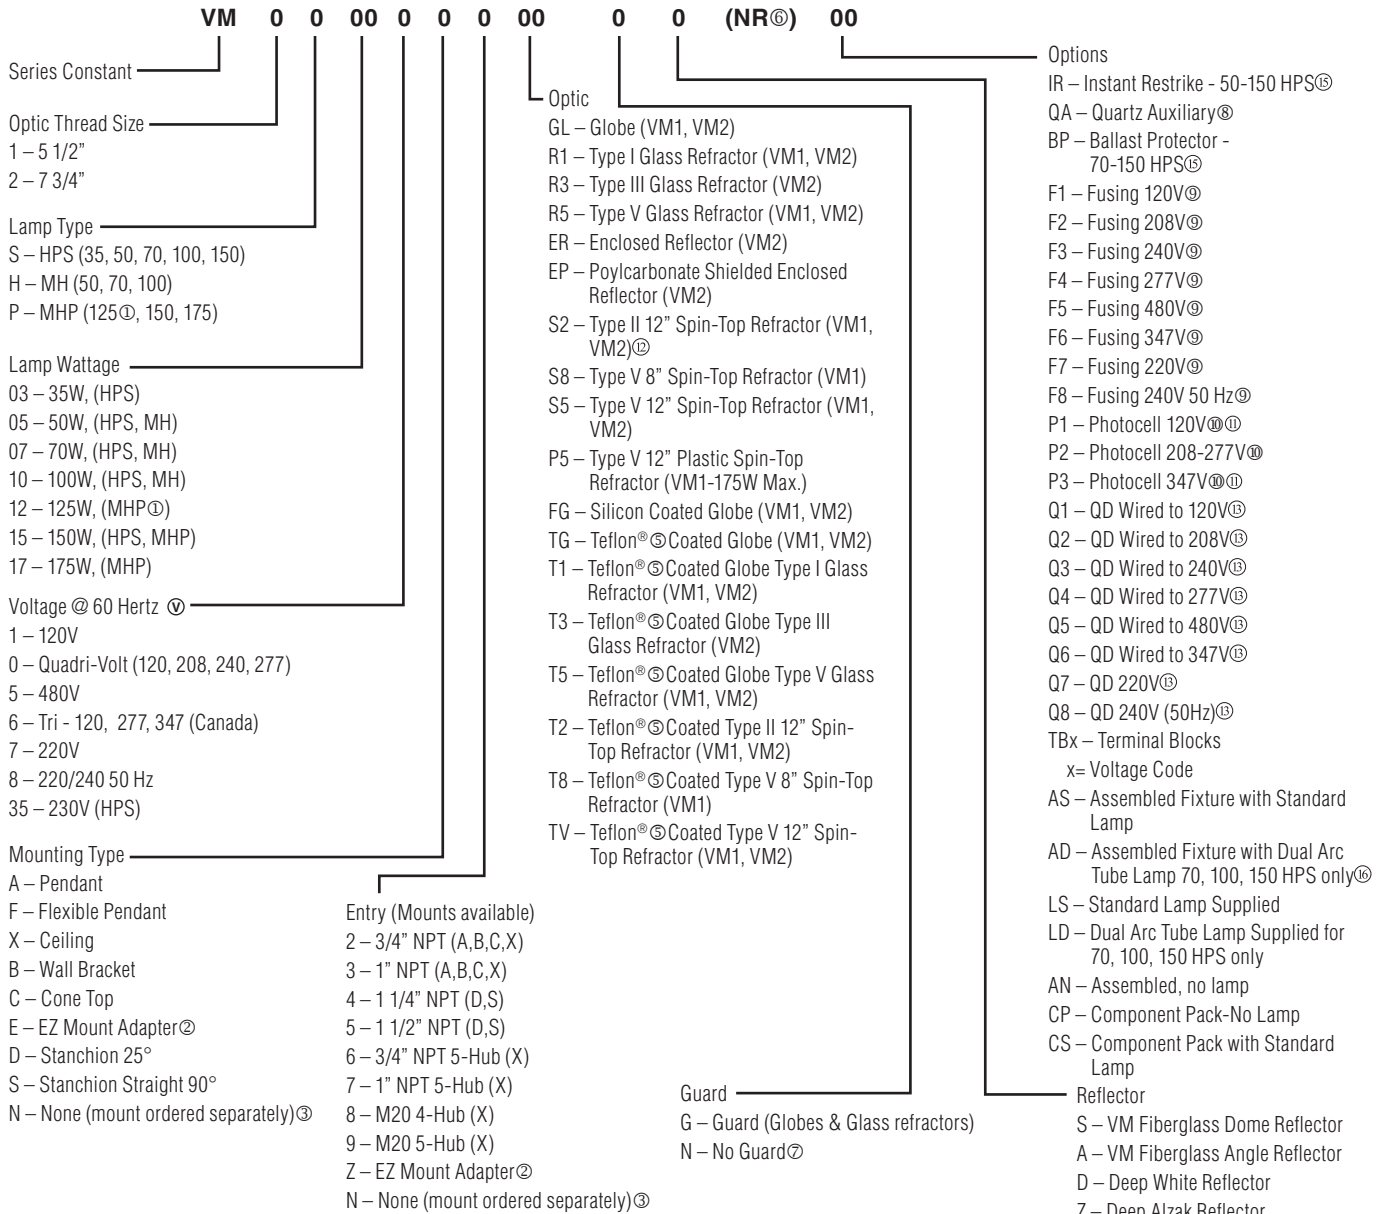 VM 0 0 00 0 0 0 00 0 0 (NR⑥) 00
Series Constant
Optic Thread Size
1 – 5 1/2”
2 – 7 3/4”
Lamp Type
S – HPS (35, 50, 70, 100, 150)
H – MH (50, 70, 100)
P – MHP (125①, 150, 175)
Lamp Wattage
03 – 35W, (HPS)
05 – 50W, (HPS, MH)
07 – 70W, (HPS, MH)
10 – 100W, (HPS, MH)
12 – 125W, (MHP①)
15 – 150W, (HPS, MHP)
17 – 175W, (MHP)
Voltage @ 60 Hertz Ⓥ
1 – 120V
0 – Quadri-Volt (120, 208, 240, 277)
5 – 480V
6 – Tri - 120, 277, 347 (Canada)
7 – 220V
8 – 220/240 50 Hz
35 – 230V (HPS)
Mounting Type
A – Pendant
F – Flexible Pendant
X – Ceiling
B – Wall Bracket
C – Cone Top
E – EZ Mount Adapter②
D – Stanchion 25°
S – Stanchion Straight 90°
N – None (mount ordered separately)③
Entry (Mounts available)
2 – 3/4” NPT (A,B,C,X)
3 – 1” NPT (A,B,C,X)
4 – 1 1/4” NPT (D,S)
5 – 1 1/2” NPT (D,S)
6 – 3/4” NPT 5-Hub (X)
7 – 1” NPT 5-Hub (X)
8 – M20 4-Hub (X)
9 – M20 5-Hub (X)
Z – EZ Mount Adapter②
N – None (mount ordered separately)③
Optic
GL – Globe (VM1, VM2)
R1 – Type I Glass Refractor (VM1, VM2)
R3 – Type III Glass Refractor (VM2)
R5 – Type V Glass Refractor (VM1, VM2)
ER – Enclosed Reflector (VM2)
EP – Poylcarbonate Shielded Enclosed
Reflector (VM2)
S2 – Type II 12” Spin-Top Refractor (VM1,
VM2)⑫
S8 – Type V 8” Spin-Top Refractor (VM1)
S5 – Type V 12” Spin-Top Refractor (VM1,
VM2)
P5 – Type V 12” Plastic Spin-Top
Refractor (VM1-175W Max.)
FG – Silicon Coated Globe (VM1, VM2)
TG – Teflon®⑤Coated Globe (VM1, VM2)
T1 – Teflon®⑤Coated Globe Type I Glass
Refractor (VM1, VM2)
T3 – Teflon®⑤Coated Globe Type III
Glass Refractor (VM2)
T5 – Teflon®⑤Coated Globe Type V Glass
Refractor (VM1, VM2)
T2 – Teflon®⑤Coated Type II 12” Spin-
Top Refractor (VM1, VM2)
T8 – Teflon®⑤Coated Type V 8” Spin-Top
Refractor (VM1)
TV – Teflon®⑤Coated Type V 12” Spin-
Top Refractor (VM1, VM2)
Guard
G – Guard (Globes & Glass refractors)
N – No Guard⑦
Options
IR – Instant Restrike - 50-150 HPS⑮
QA – Quartz Auxiliary⑧
BP – Ballast Protector -
70-150 HPS⑮
F1 – Fusing 120V⑨
F2 – Fusing 208V⑨
F3 – Fusing 240V⑨
F4 – Fusing 277V⑨
F5 – Fusing 480V⑨
F6 – Fusing 347V⑨
F7 – Fusing 220V⑨
F8 – Fusing 240V 50 Hz⑨
P1 – Photocell 120V⑩⑪
P2 – Photocell 208-277V⑩
P3 – Photocell 347V⑩⑪
Q1 – QD Wired to 120V⑬
Q2 – QD Wired to 208V⑬
Q3 – QD Wired to 240V⑬
Q4 – QD Wired to 277V⑬
Q5 – QD Wired to 480V⑬
Q6 – QD Wired to 347V⑬
Q7 – QD 220V⑬
Q8 – QD 240V (50Hz)⑬
TBx – Terminal Blocks
x= Voltage Code
AS – Assembled Fixture with Standard
Lamp
AD – Assembled Fixture with Dual Arc
Tube Lamp 70, 100, 150 HPS only⑯
LS – Standard Lamp Supplied
LD – Dual Arc Tube Lamp Supplied for
70, 100, 150 HPS only
AN – Assembled, no lamp
CP – Component Pack-No Lamp
CS – Component Pack with Standard
Lamp
Reflector
S – VM Fiberglass Dome Reflector
A – VM Fiberglass Angle Reflector
D – Deep White Reflector
Z – Deep Alzak Reflector